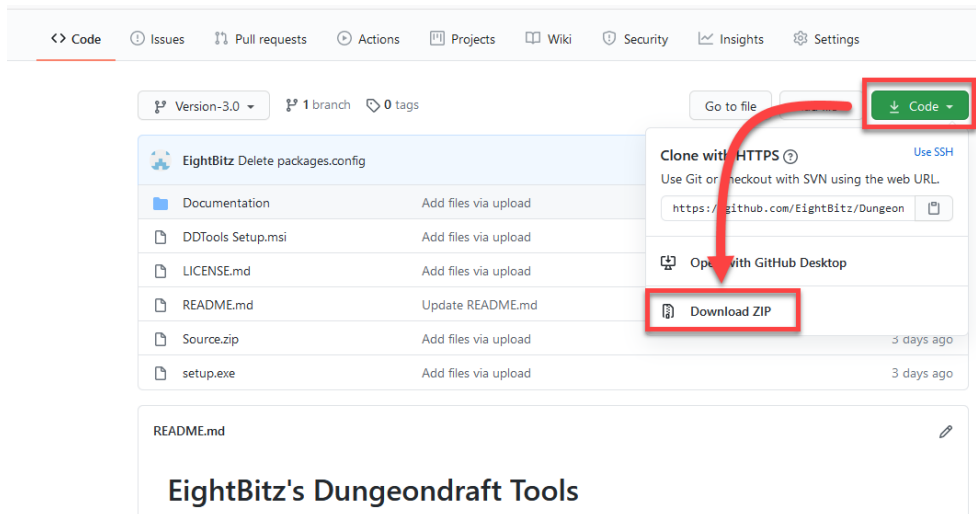 Code Issues Pull requests Actions Projects Wiki Security Insights Settings
Version-3.0 1 branch 0 tags Go to file Code
EightBitz Delete packages.config
Clone with HTTPS Use SSH
Use Git or checkout with SVN using the web URL.
https://github.com/EightBitz/Dungeon
Open with GitHub Desktop
Download ZIP
Documentation Add files via upload
DDTools Setup.msi Add files via upload
LICENSE.md Add files via upload
README.md Update README.md
Source.zip Add files via upload 3 days ago
setup.exe Add files via upload 3 days ago
README.md
EightBitz's Dungeondraft Tools